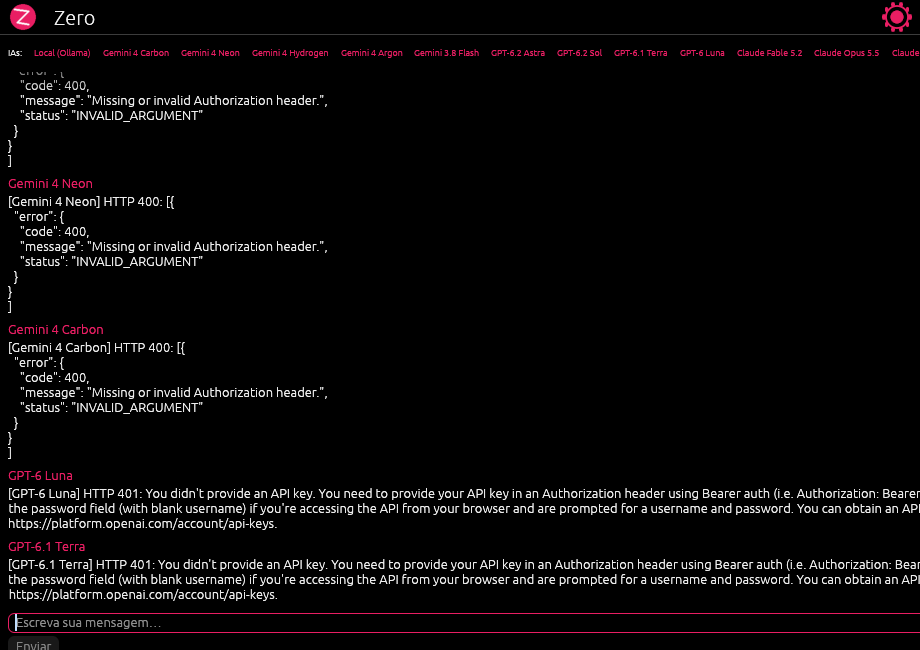 Z Zero
IAs: Local (Ollama) Gemini 4 Carbon Gemini 4 Neon Gemini 4 Hydrogen Gemini 4 Argon Gemini 3.8 Flash GPT-6.2 Astra GPT-6.2 Sol GPT-6.1 Terra GPT-6 Luna Claude Fable 5.2 Claude Opus 5.5 Claude
"error": {
"code": 400,
"message": "Missing or invalid Authorization header.",
"status": "INVALID_ARGUMENT"
}
}
]
Gemini 4 Neon
[Gemini 4 Neon] HTTP 400: [{
"error": {
"code": 400,
"message": "Missing or invalid Authorization header.",
"status": "INVALID_ARGUMENT"
}
}
]
Gemini 4 Carbon
[Gemini 4 Carbon] HTTP 400: [{
"error": {
"code": 400,
"message": "Missing or invalid Authorization header.",
"status": "INVALID_ARGUMENT"
}
}
]
GPT-6 Luna
[GPT-6 Luna] HTTP 401: You didn't provide an API key. You need to provide your API key in an Authorization header using Bearer auth (i.e. Authorization: Bearer
the password field (with blank username) if you're accessing the API from your browser and are prompted for a username and password. You can obtain an API
https://platform.openai.com/account/api-keys.
GPT-6.1 Terra
[GPT-6.1 Terra] HTTP 401: You didn't provide an API key. You need to provide your API key in an Authorization header using Bearer auth (i.e. Authorization: Bearer
the password field (with blank username) if you're accessing the API from your browser and are prompted for a username and password. You can obtain an API
https://platform.openai.com/account/api-keys.
Escreva sua mensagem...
Enviar